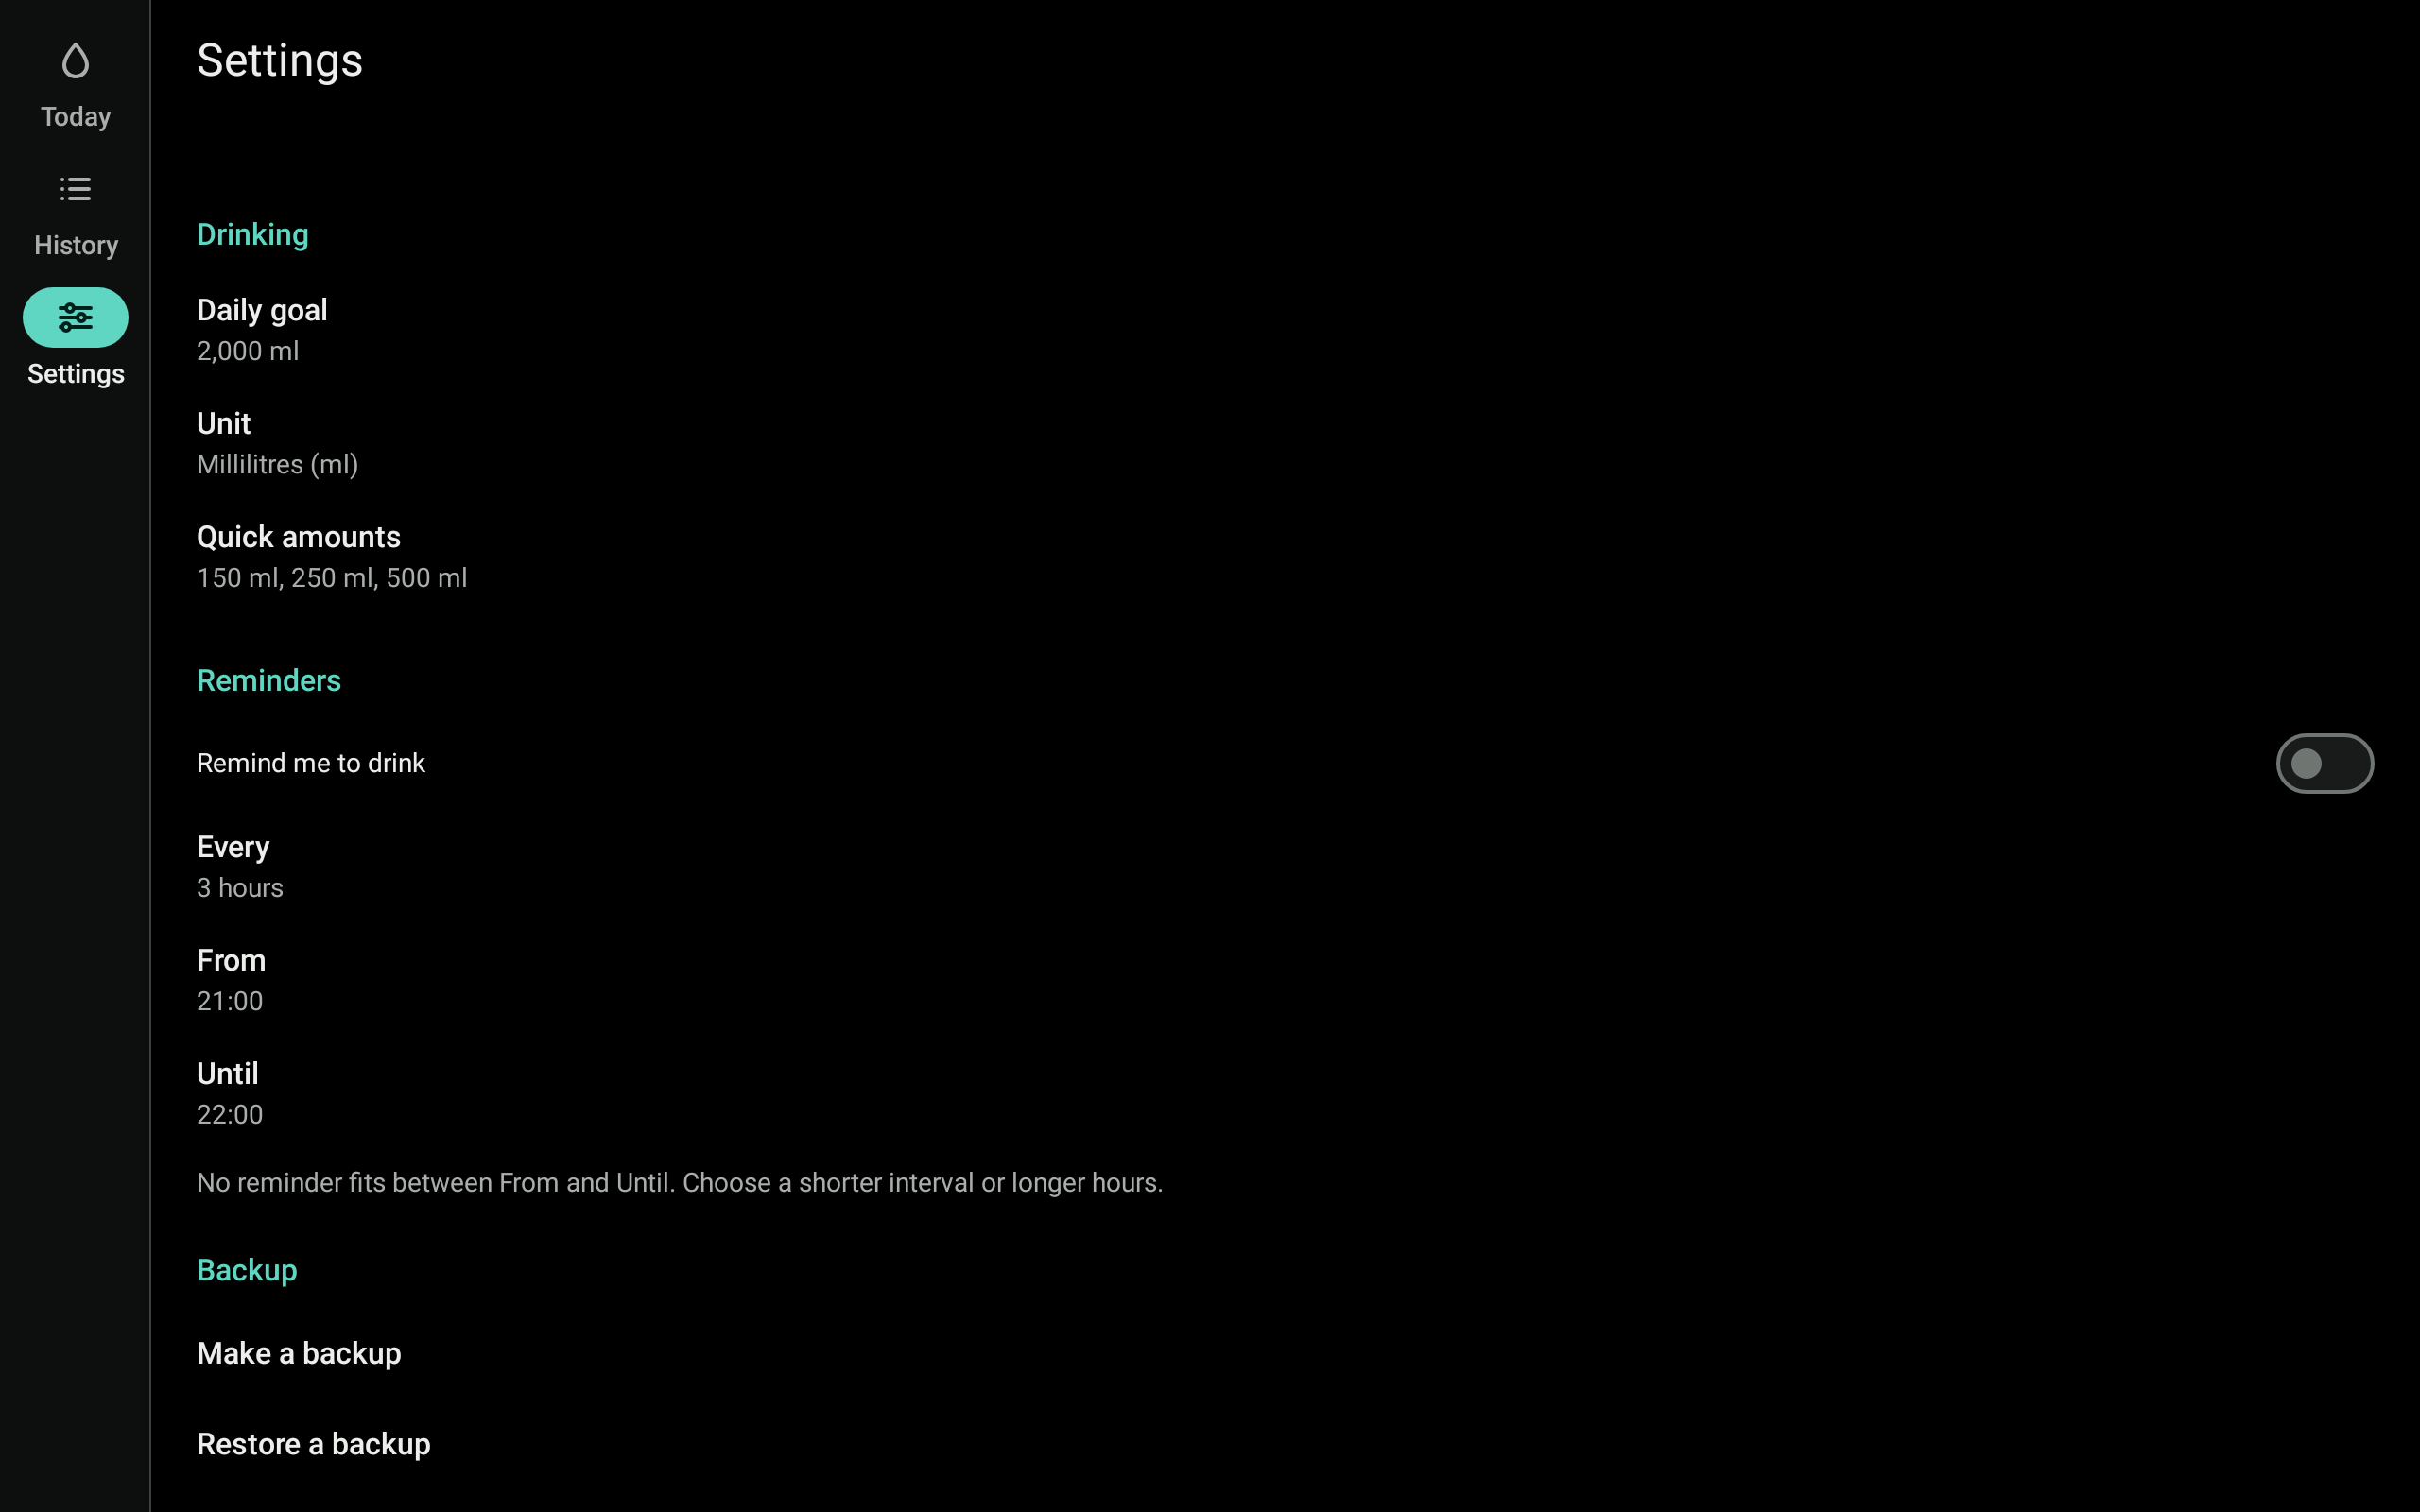 Today
History
Settings
Settings
Drinking
Daily goal
2,000 ml
Unit
Millilitres (ml)
Quick amounts
150 ml, 250 ml, 500 ml
Reminders
Remind me to drink
Every
3 hours
From
21:00
Until
22:00
No reminder fits between From and Until. Choose a shorter interval or longer hours.
Backup
Make a backup
Restore a backup